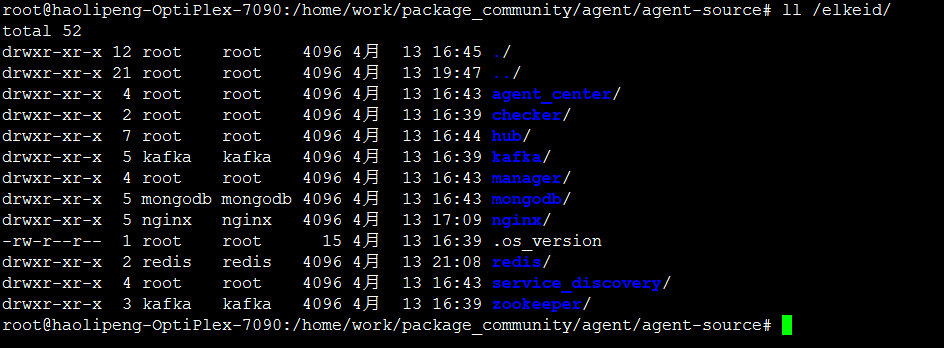 root@haolipeng-OptiPlex-7090:/home/work/package_community/agent/agent-source# ll /elkeid/
total 52
drwxr-xr-x 12 root    root    4096 4月  13 16:45 ./
drwxr-xr-x 21 root    root    4096 4月  13 19:47 ../
drwxr-xr-x  4 root    root    4096 4月  13 16:43 agent_center/
drwxr-xr-x  2 root    root    4096 4月  13 16:39 checker/
drwxr-xr-x  7 root    root    4096 4月  13 16:44 hub/
drwxr-xr-x  5 kafka   kafka   4096 4月  13 16:39 kafka/
drwxr-xr-x  4 root    root    4096 4月  13 16:43 manager/
drwxr-xr-x  5 mongodb mongodb 4096 4月  13 16:43 mongodb/
drwxr-xr-x  5 nginx   nginx   4096 4月  13 17:09 nginx/
-rw-r--r--  1 root    root      15 4月  13 16:39 .os_version
drwxr-xr-x  2 redis   redis   4096 4月  13 21:08 redis/
drwxr-xr-x  4 root    root    4096 4月  13 16:43 service_discovery/
drwxr-xr-x  3 kafka   kafka   4096 4月  13 16:39 zookeeper/
root@haolipeng-OptiPlex-7090:/home/work/package_community/agent/agent-source#